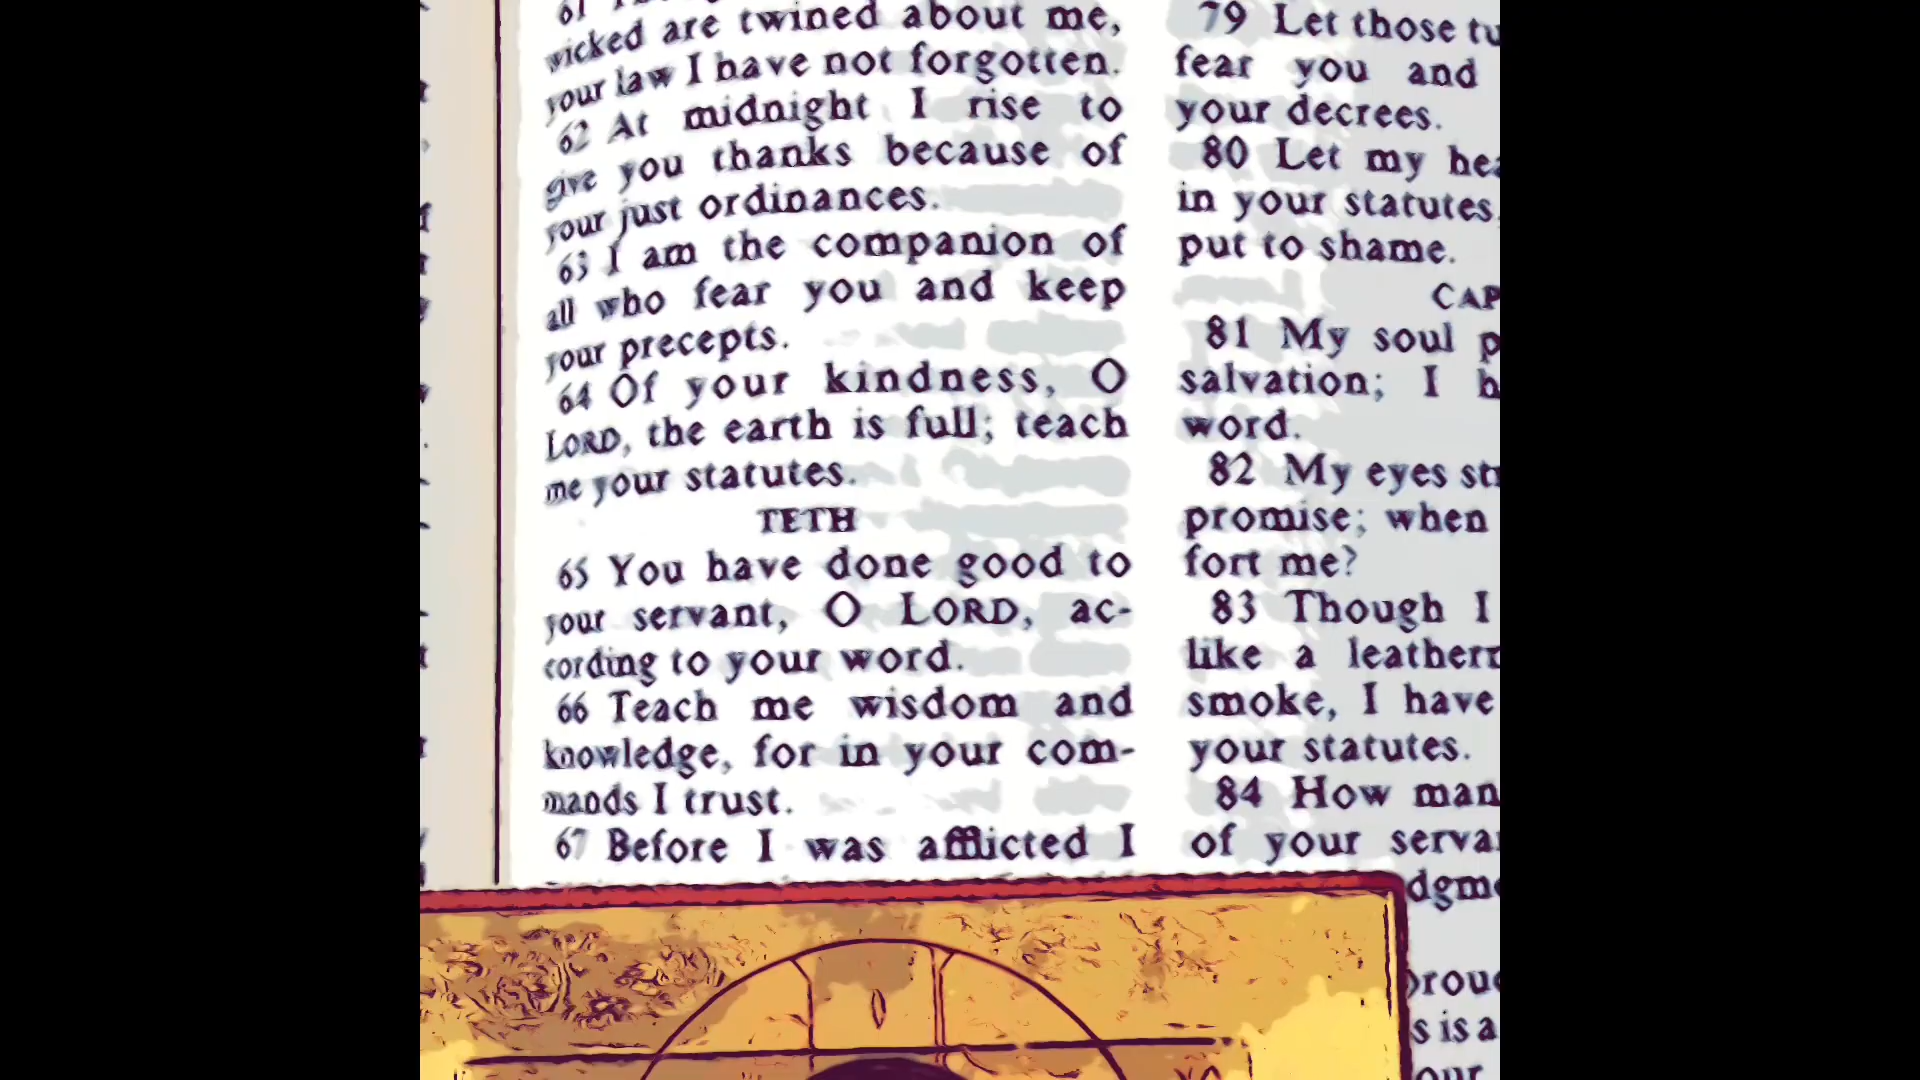 61
wicked are twined about me,
your law I have not forgotten.
62 At midnight I rise to
give you thanks because of
your just ordinances.
63 I am the companion of
all who fear you and keep
your precepts.
64 Of your kindness, O
LORD, the earth is full; teach
me your statutes.
TETH
65 You have done good to
your servant, O LORD, ac-
cording to your word.
66 Teach me wisdom and
knowledge, for in your com-
mands I trust.
67 Before I was afflicted I
79 Let those
fear you and
your decrees.
80 Let my
in your statutes,
put to shame.
81 My soul
salvation; I
word.
82 My eyes
promise; when
fort me?
83 Though I
like a
smoke, I have
your statutes.
84 How
of your
is a